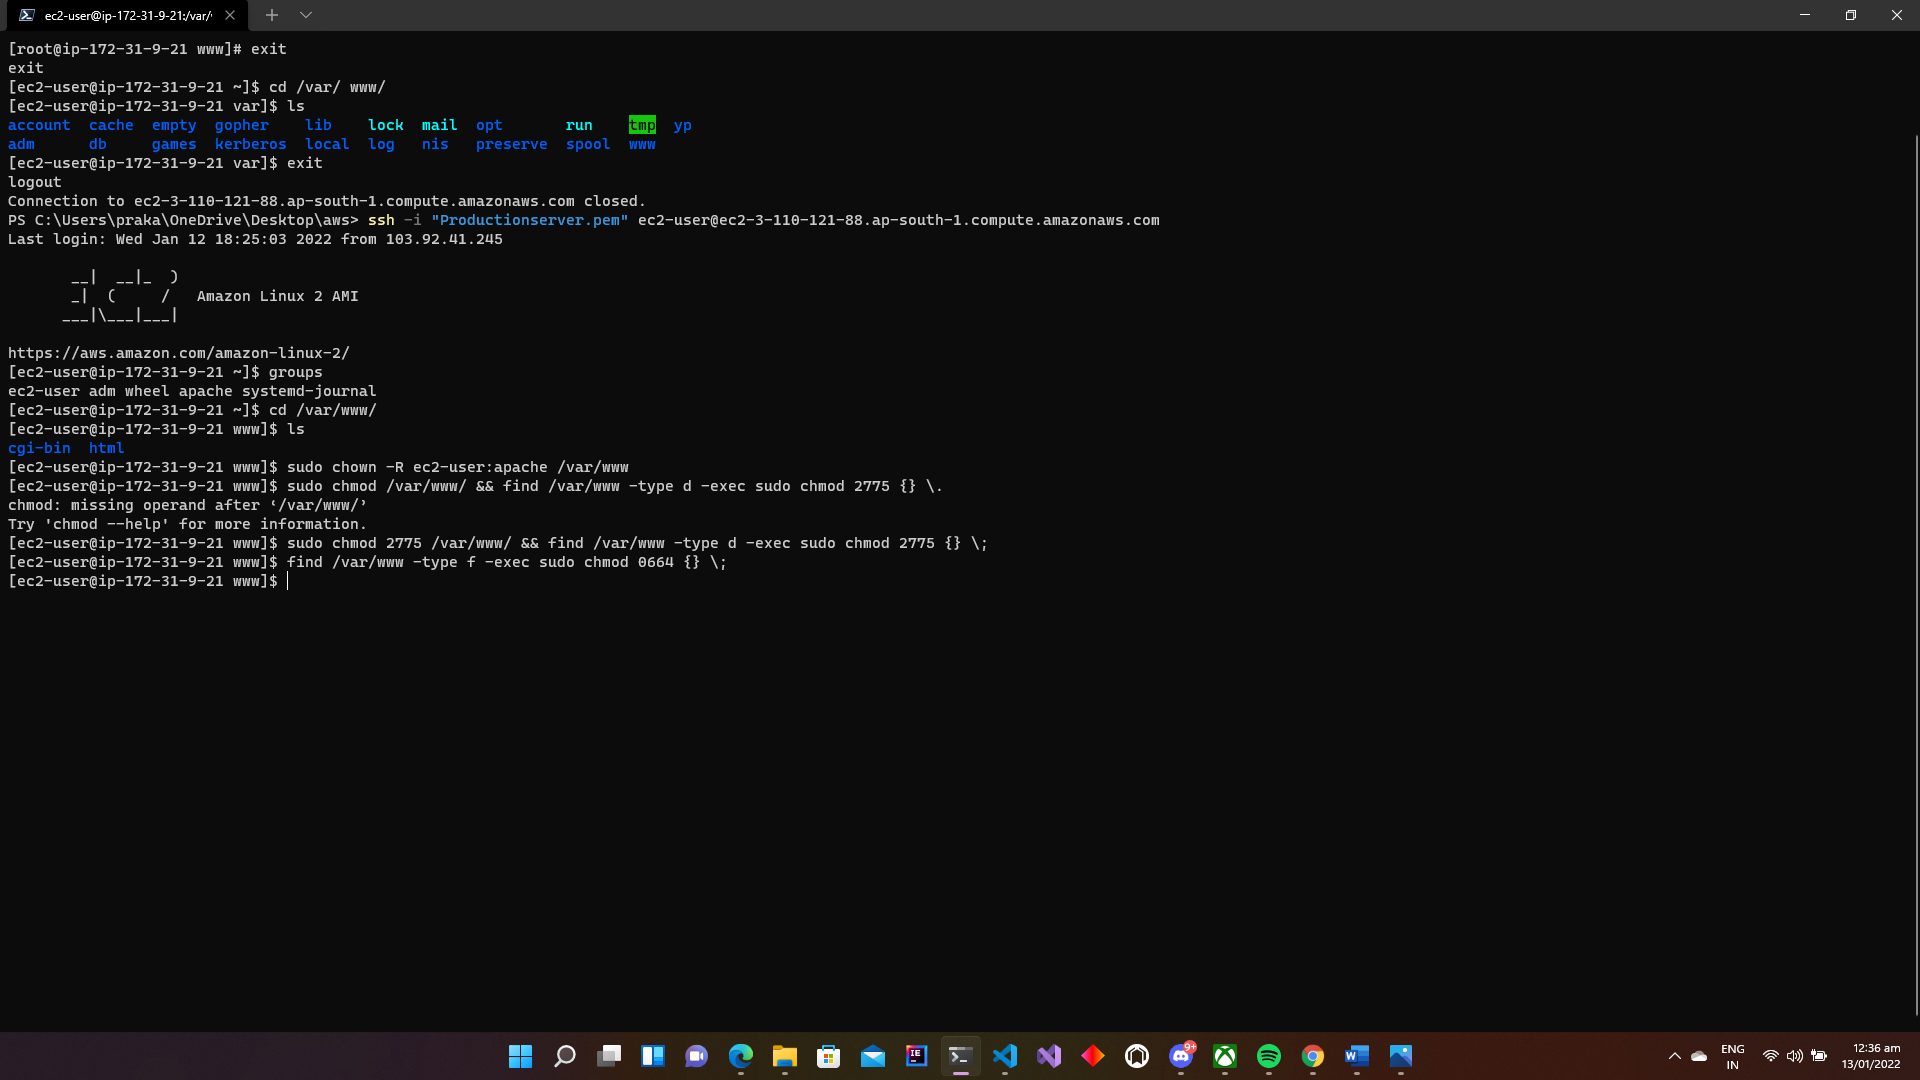 ec2-user@ip-172-31-9-21:/var/
[root@ip-172-31-9-21 www]# exit
exit
[ec2-user@ip-172-31-9-21 ~]$ cd /var/ www/
[ec2-user@ip-172-31-9-21 var]$ ls
account  cache  empty  gopher    lib    lock  mail  opt       run    tmp  yp
adm      db     games  kerberos  local  log   nis   preserve  spool  www
[ec2-user@ip-172-31-9-21 var]$ exit
logout
Connection to ec2-3-110-121-88.ap-south-1.compute.amazonaws.com closed.
PS C:\Users\praka\OneDrive\Desktop\aws> ssh -i "Productionserver.pem" ec2-user@ec2-3-110-121-88.ap-south-1.compute.amazonaws.com
Last login: Wed Jan 12 18:25:03 2022 from 103.92.41.245
       __|  __|_  )
       _|  (     /   Amazon Linux 2 AMI
      ___|\___|___|
https://aws.amazon.com/amazon-linux-2/
[ec2-user@ip-172-31-9-21 ~]$ groups
ec2-user adm wheel apache systemd-journal
[ec2-user@ip-172-31-9-21 ~]$ cd /var/www/
[ec2-user@ip-172-31-9-21 www]$ ls
cgi-bin  html
[ec2-user@ip-172-31-9-21 www]$ sudo chown -R ec2-user:apache /var/www
[ec2-user@ip-172-31-9-21 www]$ sudo chmod /var/www/ && find /var/www -type d -exec sudo chmod 2775 {} \.
chmod: missing operand after ‘/var/www/’
Try 'chmod --help' for more information.
[ec2-user@ip-172-31-9-21 www]$ sudo chmod 2775 /var/www/ && find /var/www -type d -exec sudo chmod 2775 {} \;
[ec2-user@ip-172-31-9-21 www]$ find /var/www -type f -exec sudo chmod 0664 {} \;
[ec2-user@ip-172-31-9-21 www]$
IE
9+
W
ENG
IN
12:36 am
13/01/2022